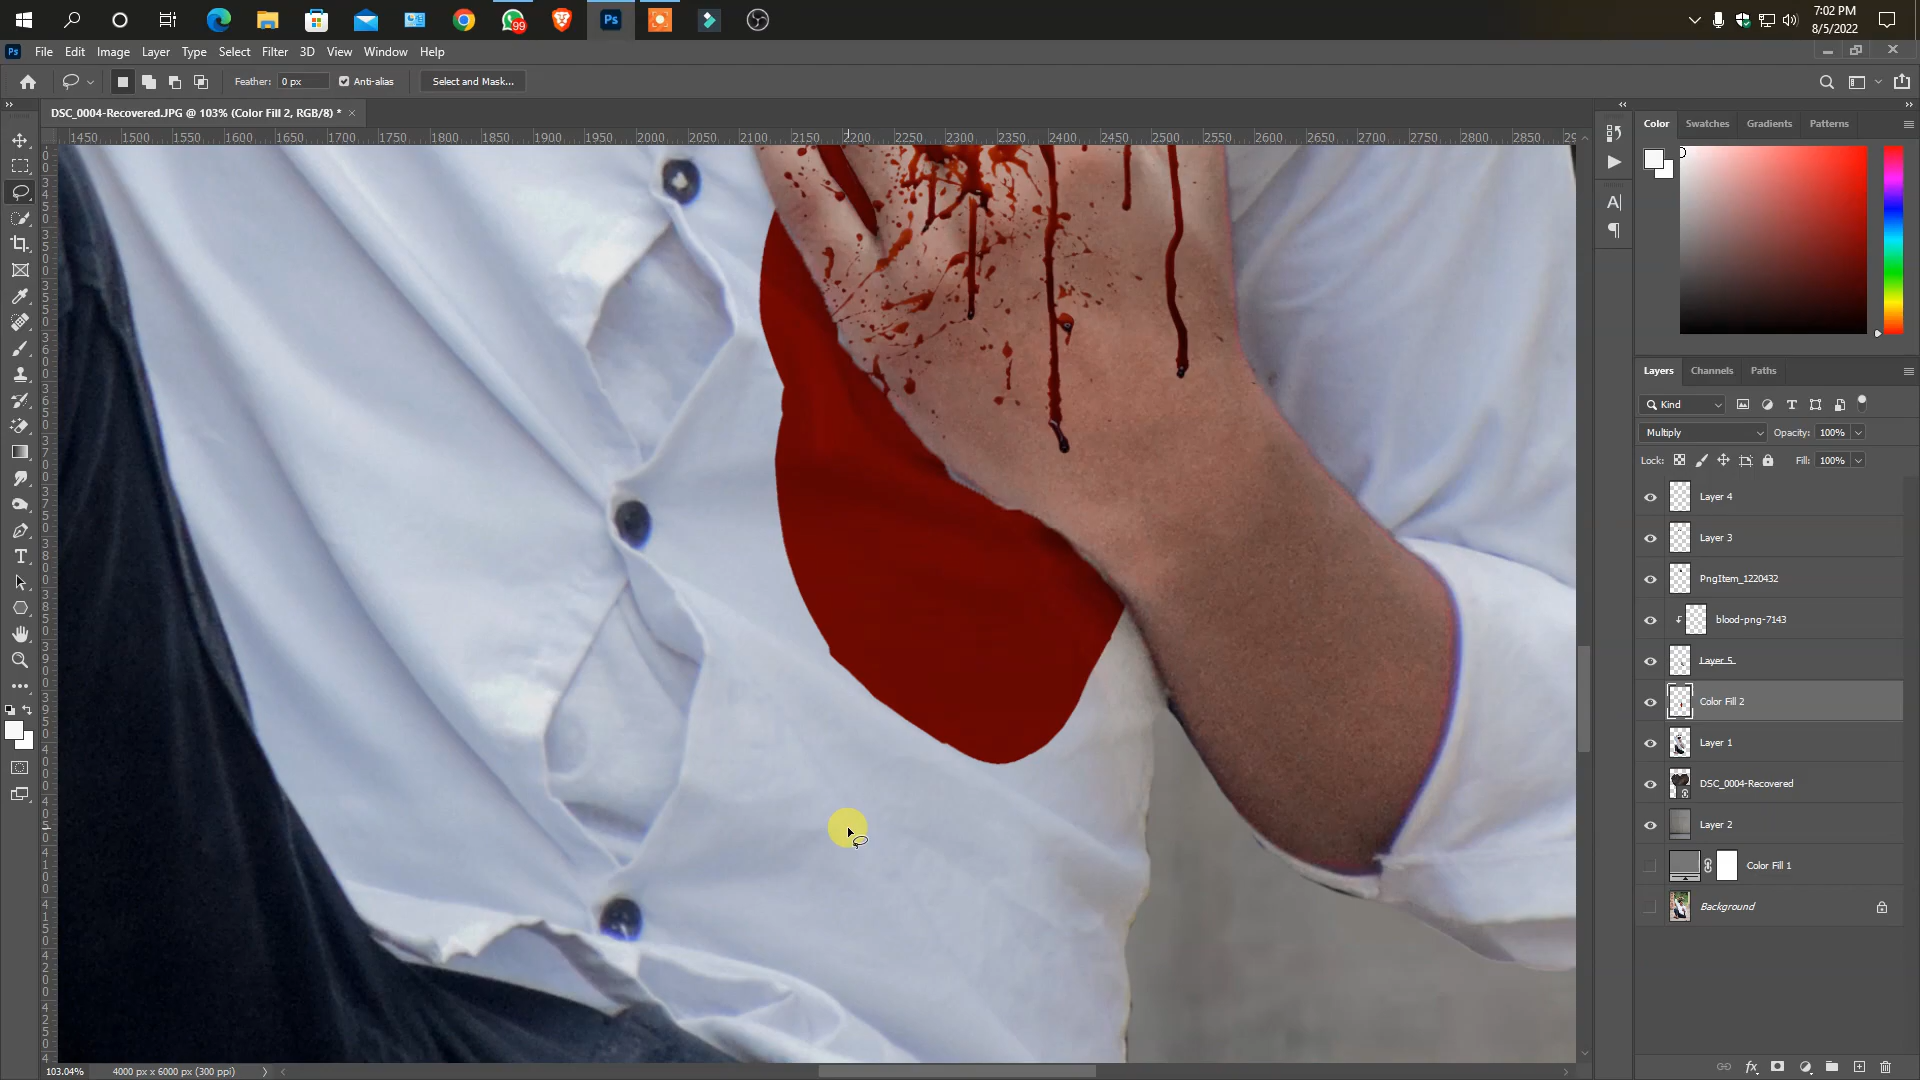 99
7:02 PM
8/5/2022
Ps
File Edit Image Layer Type Select Filter 3D View Window Help
Feather: 0 px Anti-alias Select and Mask...
DSC_0004-Recovered.JPG @ 103% (Color Fill 2, RGB/8) * ×
1450 1500 1550 1600 1650 1700 1750 1800 1850 1900 1950 2000 2050 2100 2150 2200 2250 2300 2350 2400 2450 2500 2550 2600 2650 2700 2750 2800 2850
Color Swatches Gradients Patterns
Layers Channels Paths
Kind
Multiply Opacity: 100%
Lock: Fill: 100%
Layer 4
Layer 3
PngItem_1220432
blood-png-7143
Layer 5
Color Fill 2
Layer 1
DSC_0004-Recovered
Layer 2
Color Fill 1
Background
103.04% 4000 px x 6000 px (300 ppi)